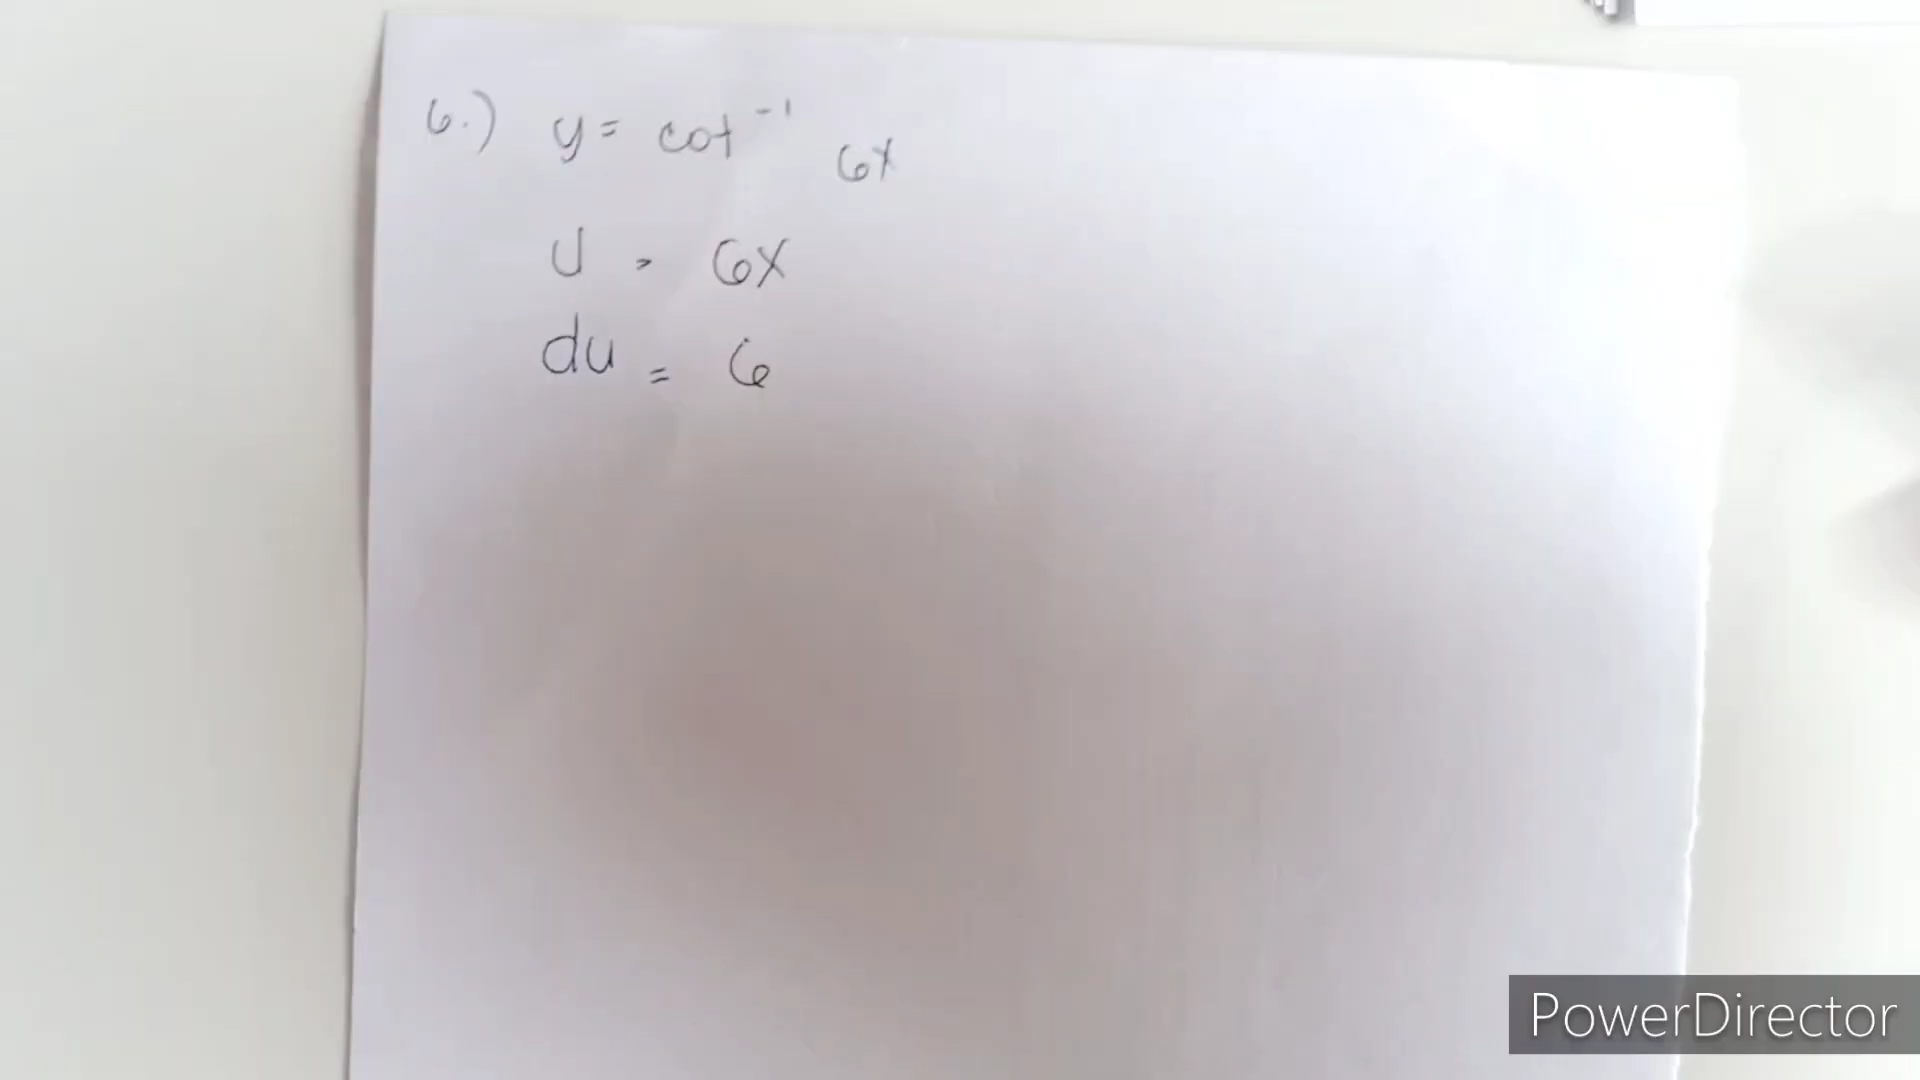 6.) y = cot⁻¹ 6x
U = 6x
du = 6
PowerDirector